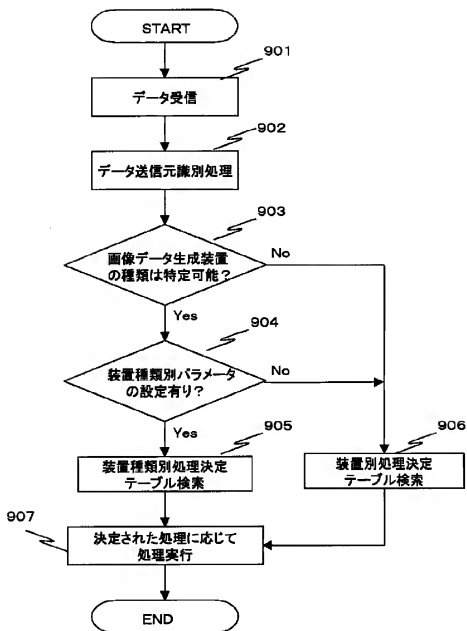 START
901
データ受信
902
データ送信元識別処理
903
画像データ生成装置
の種類は特定可能？
No
Yes
904
装置種類別パラメータ
の設定有り？
No
Yes
905
装置種類別処理決定
テーブル検索
906
装置別処理決定
テーブル検索
907
決定された処理に応じて
処理実行
END